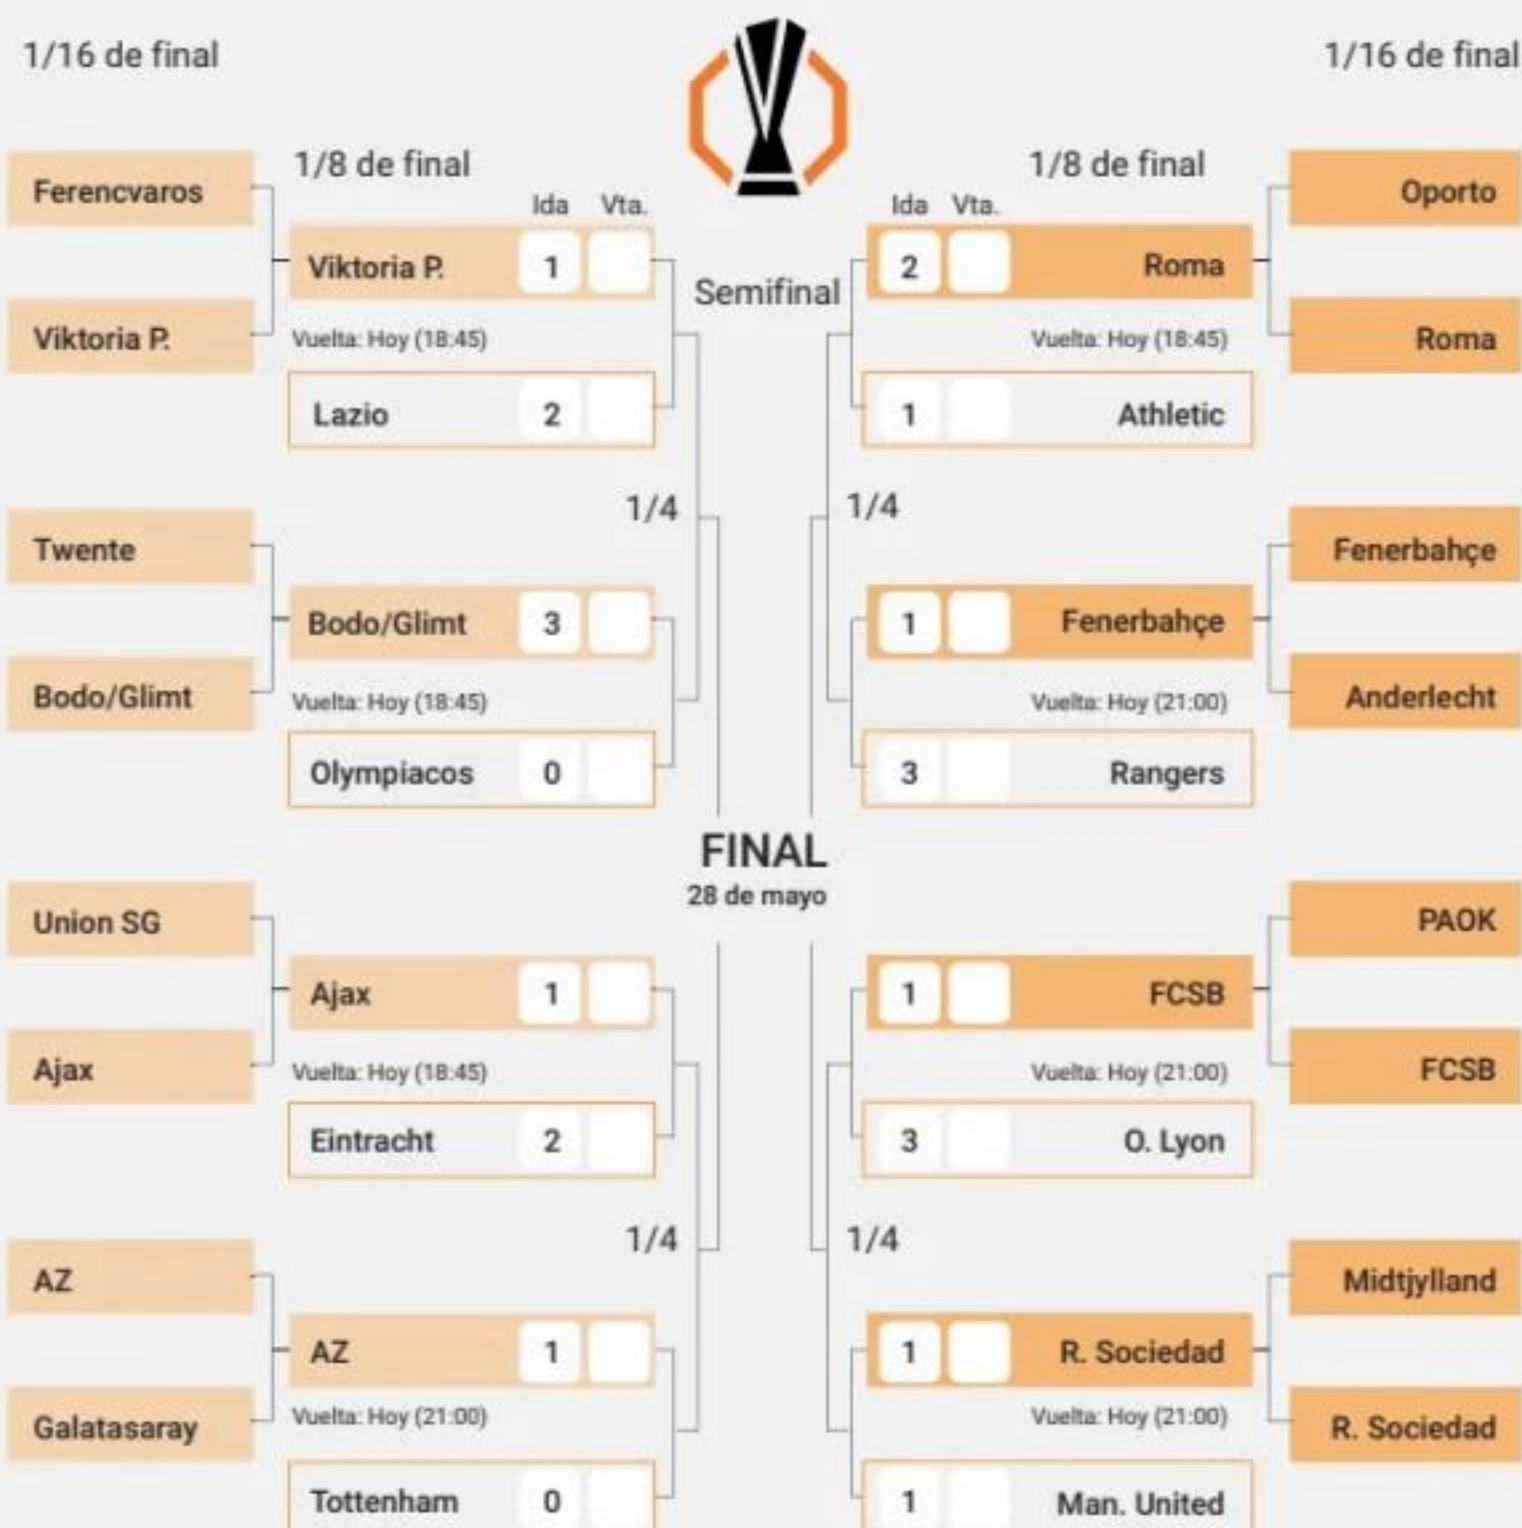 1/16 de final
1/16 de final
1/8 de final
1/8 de final
Ida Vta.
Ida Vta.
Ferencvaros
Viktoria P. 1
Viktoria P.
Vuelta: Hoy (18:45)
Lazio 2
Semifinal
2 Roma
Oporto
Vuelta: Hoy (18:45)
Roma
1 Athletic
1/4
1/4
Twente
Bodo/Glimt 3
Bodo/Glimt
Vuelta: Hoy (18:45)
Olympiacos 0
Fenerbahçe
1 Fenerbahçe
Vuelta: Hoy (21:00)
Anderlecht
3 Rangers
FINAL
28 de mayo
Union SG
Ajax 1
Ajax
Vuelta: Hoy (18:45)
Eintracht 2
PAOK
1 FCSB
Vuelta: Hoy (21:00)
FCSB
3 O. Lyon
1/4
1/4
AZ
AZ 1
Galatasaray
Vuelta: Hoy (21:00)
Tottenham 0
Midtjylland
1 R. Sociedad
Vuelta: Hoy (21:00)
R. Sociedad
1 Man. United